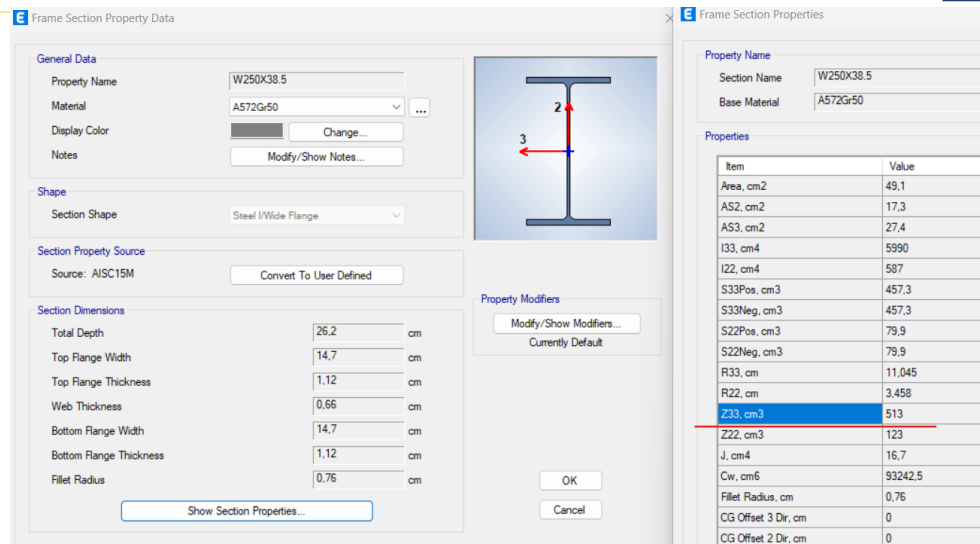 Frame Section Property Data
General Data
Property Name W250X38.5
Material A572Gr50 ...
Display Color Change...
Notes Modify/Show Notes...
2
3
Shape
Section Shape Steel I/Wide Flange
Section Property Source
Source: AISC15M Convert To User Defined
Section Dimensions
Total Depth 26,2 cm
Top Flange Width 14,7 cm
Top Flange Thickness 1,12 cm
Web Thickness 0,66 cm
Bottom Flange Width 14,7 cm
Bottom Flange Thickness 1,12 cm
Fillet Radius 0,76 cm
Show Section Properties...
Property Modifiers
Modify/Show Modifiers...
Currently Default
OK
Cancel
Frame Section Properties
Property Name
Section Name W250X38.5
Base Material A572Gr50
Properties
Item Value
Area, cm2 49,1
AS2, cm2 17,3
AS3, cm2 27,4
I33, cm4 5990
I22, cm4 587
S33Pos, cm3 457,3
S33Neg, cm3 457,3
S22Pos, cm3 79,9
S22Neg, cm3 79,9
R33, cm 11,045
R22, cm 3,458
Z33, cm3 513
Z22, cm3 123
J, cm4 16,7
Cw, cm6 93242,5
Fillet Radius, cm 0,76
CG Offset 3 Dir, cm 0
CG Offset 2 Dir, cm 0